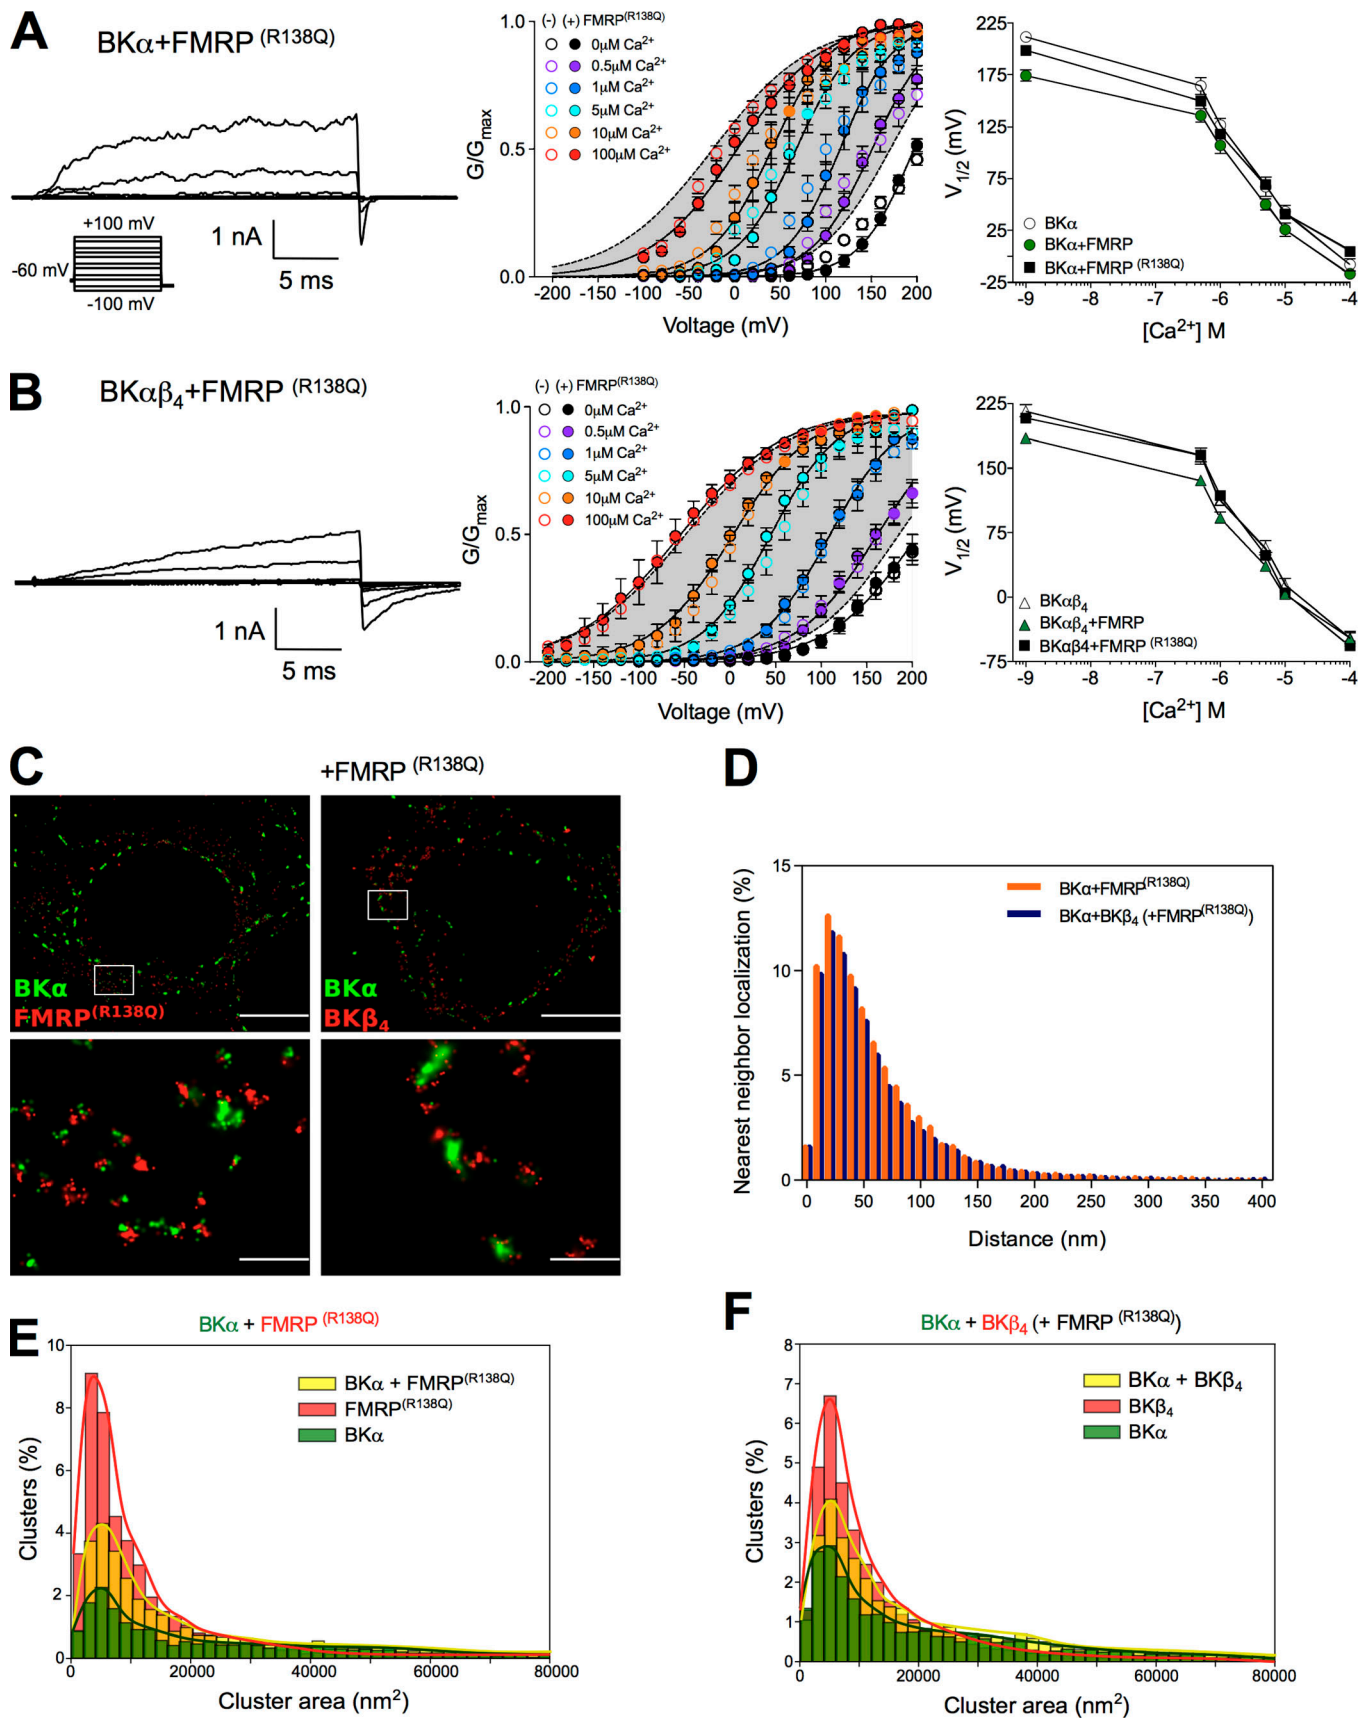 A
BKα+FMRP (R138Q)
+100 mV
-60 mV
-100 mV
1 nA
5 ms
(-) (+) FMRP(R138Q)
0µM Ca2+
0.5µM Ca2+
1µM Ca2+
5µM Ca2+
10µM Ca2+
100µM Ca2+
G/Gmax
1.0
0.5
0.0
-200 -150 -100 -50 0 50 100 150 200
Voltage (mV)
V1/2 (mV)
225
175
125
75
25
-25
BKα
BKα+FMRP
BKα+FMRP (R138Q)
-9 -8 -7 -6 -5 -4
[Ca2+] M
B
BKαβ4+FMRP (R138Q)
1 nA
5 ms
(-) (+) FMRP(R138Q)
0µM Ca2+
0.5µM Ca2+
1µM Ca2+
5µM Ca2+
10µM Ca2+
100µM Ca2+
G/Gmax
1.0
0.5
0.0
-200 -150 -100 -50 0 50 100 150 200
Voltage (mV)
V1/2 (mV)
225
150
75
0
-75
BKαβ4
BKαβ4+FMRP
BKαβ4+FMRP (R138Q)
-9 -8 -7 -6 -5 -4
[Ca2+] M
C
+FMRP (R138Q)
BKα
FMRP(R138Q)
BKα
BKβ4
D
Nearest neighbor localization (%)
15
10
5
0
BKα+FMRP(R138Q)
BKα+BKβ4 (+FMRP(R138Q))
0 50 100 150 200 250 300 350 400
Distance (nm)
E
BKα + FMRP (R138Q)
Clusters (%)
10
8
6
4
2
0
BKα + FMRP(R138Q)
FMRP(R138Q)
BKα
0 20000 40000 60000 80000
Cluster area (nm2)
F
BKα + BKβ4 (+ FMRP (R138Q))
Clusters (%)
8
7
6
5
4
3
2
1
0
BKα + BKβ4
BKβ4
BKα
0 20000 40000 60000 80000
Cluster area (nm2)